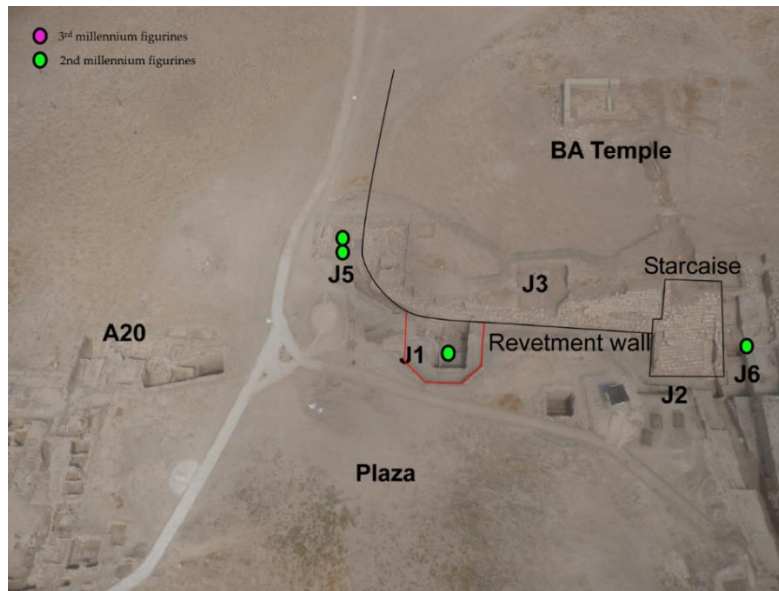 3rd millennium figurines
2nd millennium figurines
BA Temple
J5
Starcaise
J3
A20
J1
Revetment wall
J6
J2
Plaza